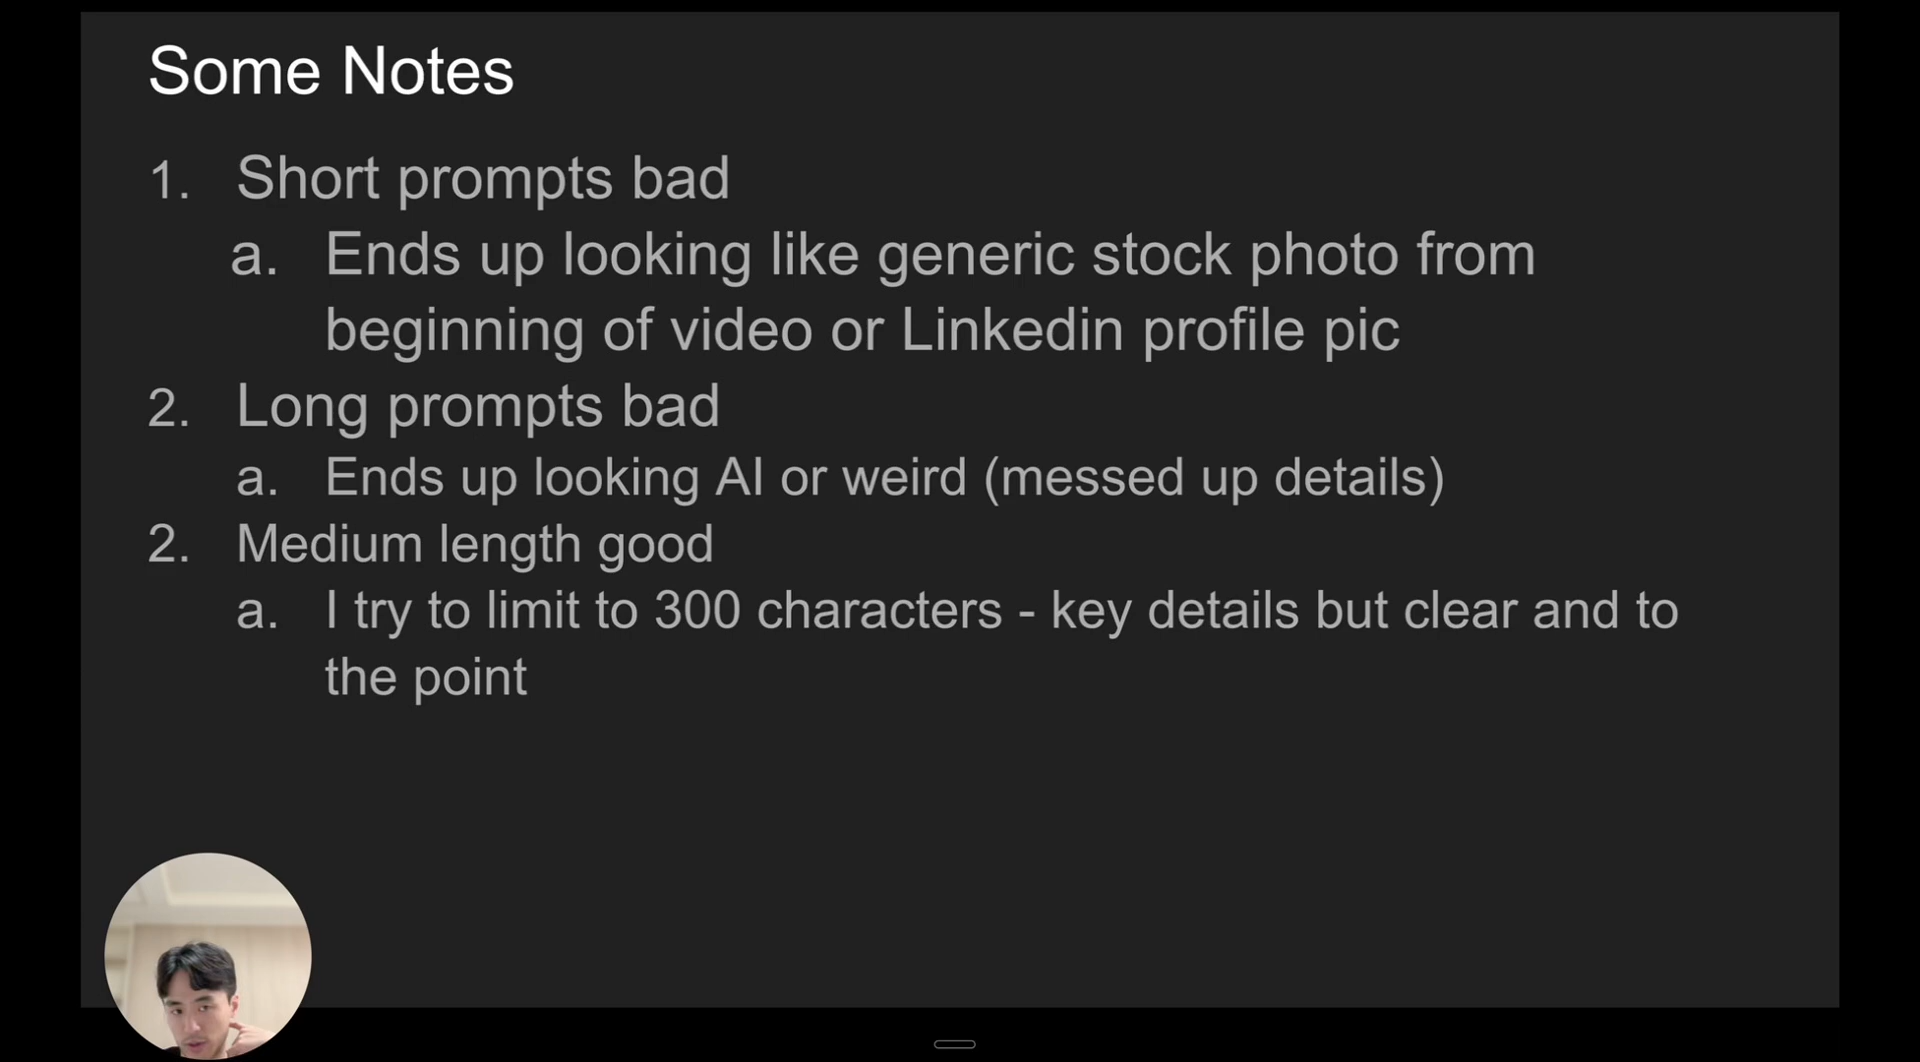 Some Notes
1. Short prompts bad
a. Ends up looking like generic stock photo from
beginning of video or Linkedin profile pic
2. Long prompts bad
a. Ends up looking AI or weird (messed up details)
2. Medium length good
a. I try to limit to 300 characters - key details but clear and to
the point